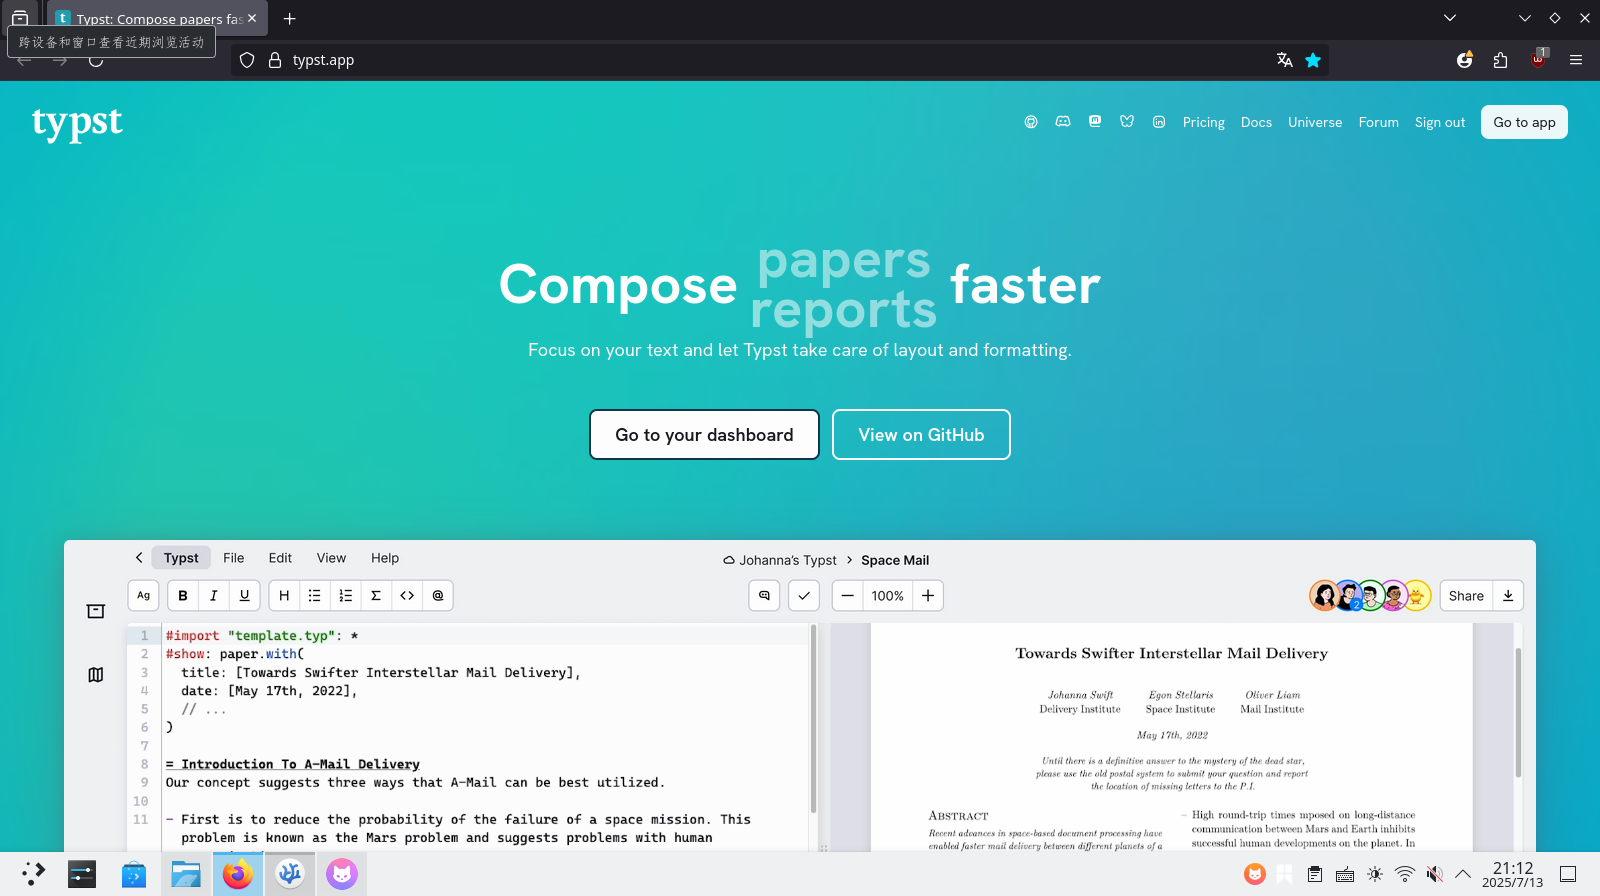 Typst: Compose papers fas
跨设备和窗口查看近期浏览活动
typst.app
1
typst
Pricing
Docs
Universe
Forum
Sign out
Go to app
Compose papers reports faster
Focus on your text and let Typst take care of layout and formatting.
Go to your dashboard
View on GitHub
Typst
File
Edit
View
Help
Johanna's Typst > Space Mail
Ag
B
I
U
H
Σ
<>
@
100%
2
Share
1 #import "template.typ": *
2 #show: paper.with(
3 title: [Towards Swifter Interstellar Mail Delivery],
4 date: [May 17th, 2022],
5 // ...
6 )
7
8 = Introduction To A-Mail Delivery
9 Our concept suggests three ways that A-Mail can be best utilized.
10
11 - First is to reduce the probability of the failure of a space mission. This
problem is known as the Mars problem and suggests problems with human
Towards Swifter Interstellar Mail Delivery
Johanna Swift
Delivery Institute
Egon Stellaris
Space Institute
Oliver Liam
Mail Institute
May 17th, 2022
Until there is a definitive answer to the mystery of the dead star,
please use the old postal system to submit your question and report
the location of missing letters to the P.I.
ABSTRACT
Recent advances in space-based document processing have
enabled faster mail delivery between different planets of a
– High round-trip times mposed on long-distance
communication between Mars and Earth inhibits
successful human developments on the planet. In
21:12
2025/7/13